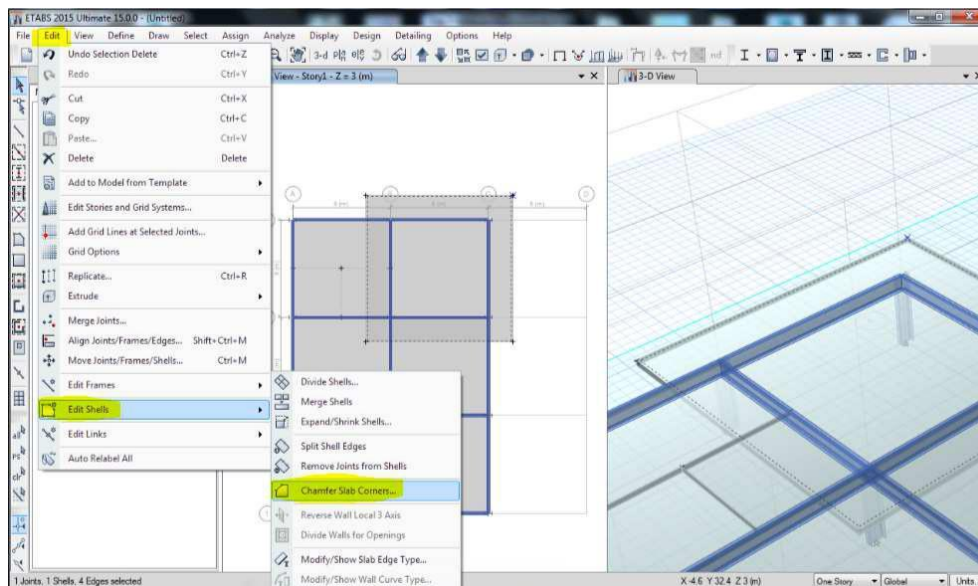 ETABS 2015 Ultimate 15.0.0 - (Untitled)
File Edit View Define Draw Select Assign Analyze Display Design Detailing Options Tools Help
View - Story1 - Z = 3 (m)
3-D View
Undo Selection Delete Ctrl+Z
Redo Ctrl+Y
Cut Ctrl+X
Copy Ctrl+C
Paste... Ctrl+V
Delete Delete
Add to Model from Template
Edit Stories and Grid Systems...
Add Grid Lines at Selected Joints...
Grid Options
Replicate... Ctrl+R
Extrude
Merge Joints...
Align Joints/Frames/Edges... Shift+Ctrl+M
Move Joints/Frames/Shells... Ctrl+M
Edit Frames
Edit Shells
Edit Links
Auto Relabel All
Divide Shells...
Merge Shells
Expand/Shrink Shells...
Split Shell Edges
Remove Joints from Shells
Chamfer Slab Corners...
Reverse Wall Local 3 Axis
Divide Walls for Openings
Modify/Show Slab Edge Type...
Modify/Show Wall Curve Type...
A B C D
1 Joints, 1 Shells, 4 Edges selected
X -4.6 Y 32.4 Z 3 (m) One Story Global Units